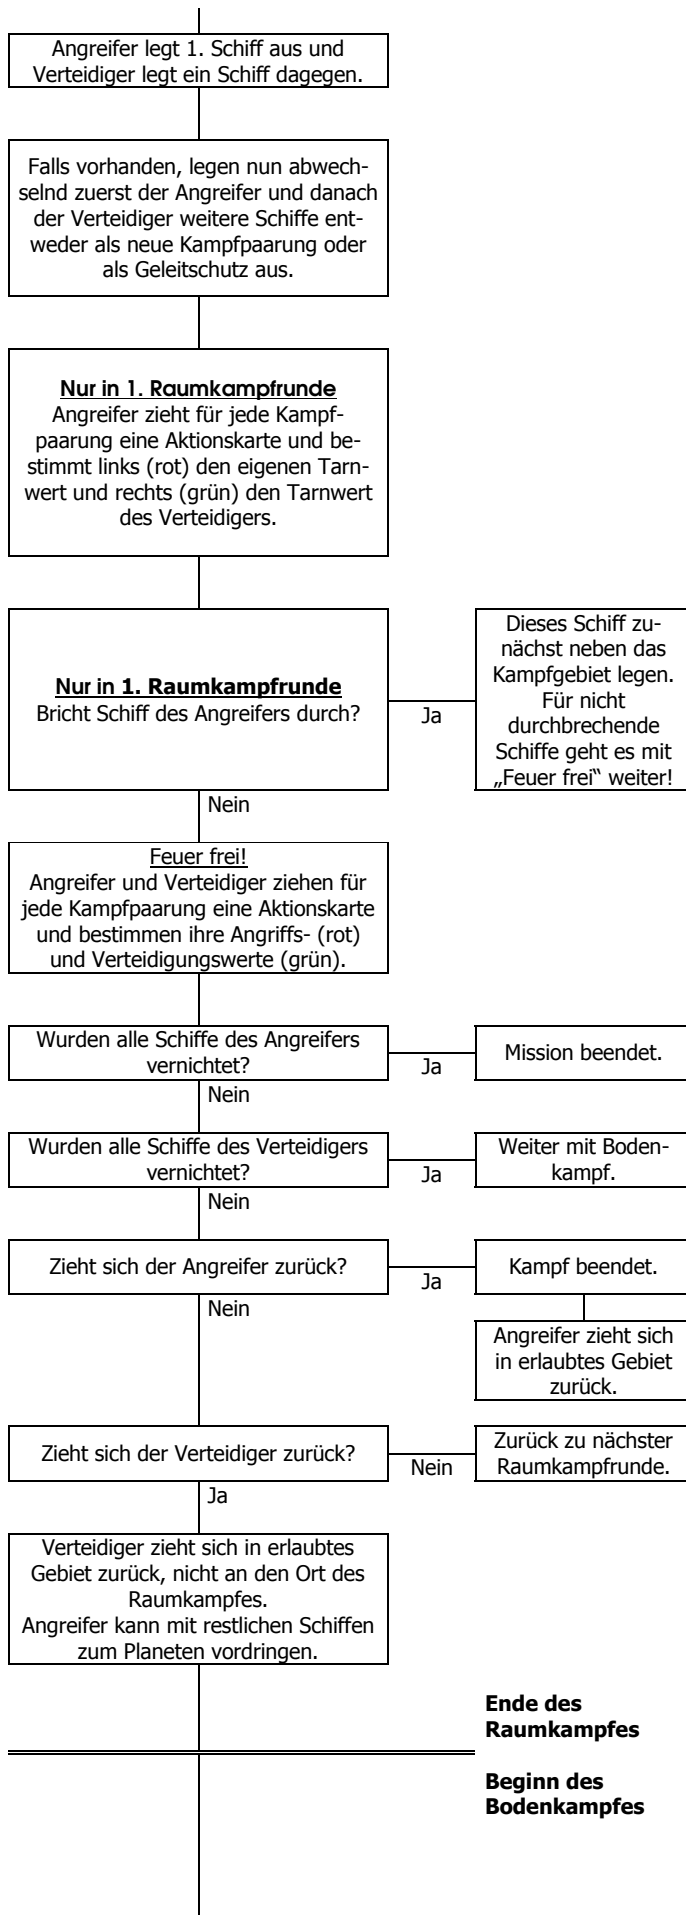 Angreifer legt 1. Schiff aus und
Verteidiger legt ein Schiff dagegen.
Falls vorhanden, legen nun abwech-
selnd zuerst der Angreifer und danach
der Verteidiger weitere Schiffe ent-
weder als neue Kampfpaarung oder
als Geleitschutz aus.
Nur in 1. Raumkampfrunde
Angreifer zieht für jede Kampf-
paarung eine Aktionskarte und be-
stimmt links (rot) den eigenen Tarn-
wert und rechts (grün) den Tarnwert
des Verteidigers.
Nur in 1. Raumkampfrunde
Bricht Schiff des Angreifers durch?
Ja
Dieses Schiff zu-
nächst neben das
Kampfgebiet legen.
Für nicht
durchbrechende
Schiffe geht es mit
„Feuer frei“ weiter!
Nein
Feuer frei!
Angreifer und Verteidiger ziehen für
jede Kampfpaarung eine Aktionskarte
und bestimmen ihre Angriffs- (rot)
und Verteidigungswerte (grün).
Wurden alle Schiffe des Angreifers
vernichtet?
Ja
Mission beendet.
Nein
Wurden alle Schiffe des Verteidigers
vernichtet?
Ja
Weiter mit Boden-
kampf.
Nein
Zieht sich der Angreifer zurück?
Ja
Kampf beendet.
Nein
Angreifer zieht sich
in erlaubtes Gebiet
zurück.
Zieht sich der Verteidiger zurück?
Nein
Zurück zu nächster
Raumkampfrunde.
Ja
Verteidiger zieht sich in erlaubtes
Gebiet zurück, nicht an den Ort des
Raumkampfes.
Angreifer kann mit restlichen Schiffen
zum Planeten vordringen.
Ende des
Raumkampfes
Beginn des
Bodenkampfes